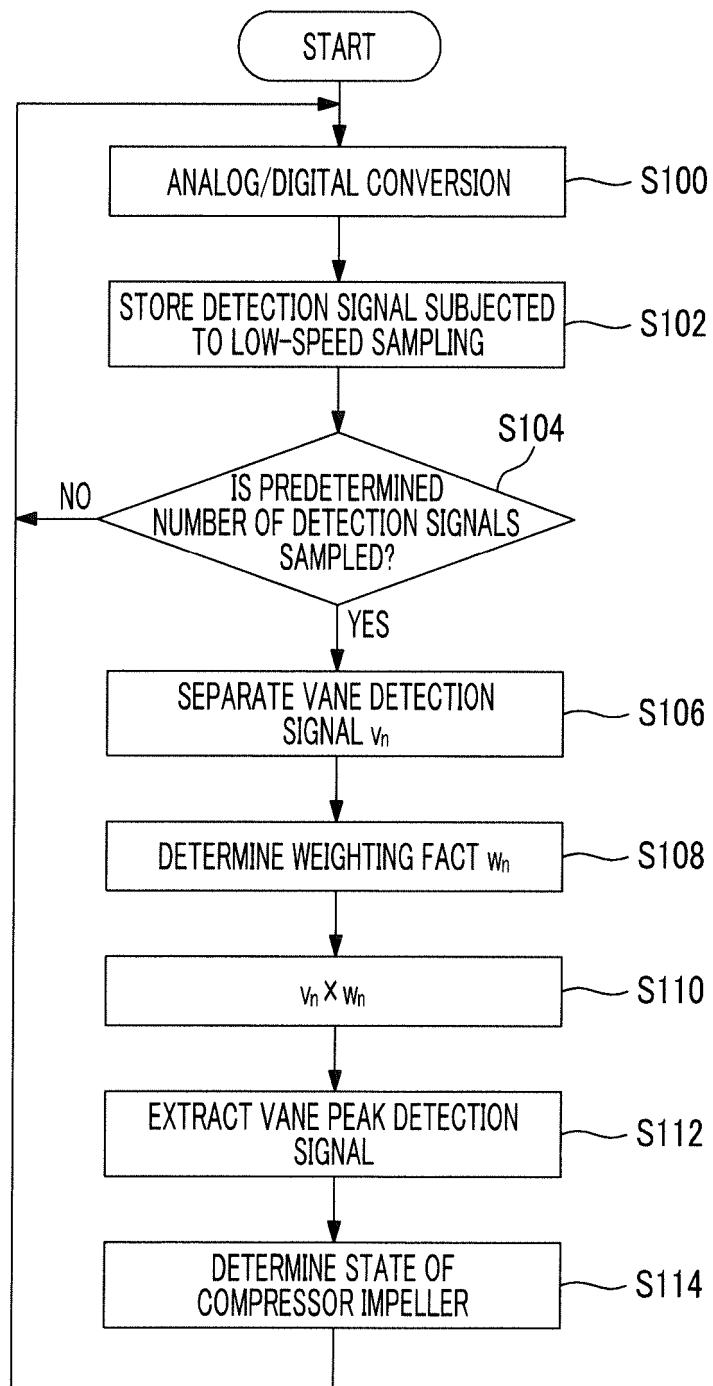 START
ANALOG/DIGITAL CONVERSION
S100
STORE DETECTION SIGNAL SUBJECTED
TO LOW-SPEED SAMPLING
S102
S104
IS PREDETERMINED
NUMBER OF DETECTION SIGNALS
SAMPLED?
NO
YES
SEPARATE VANE DETECTION
SIGNAL vn
S106
DETERMINE WEIGHTING FACT wn
S108
vn × wn
S110
EXTRACT VANE PEAK DETECTION
SIGNAL
S112
DETERMINE STATE OF
COMPRESSOR IMPELLER
S114